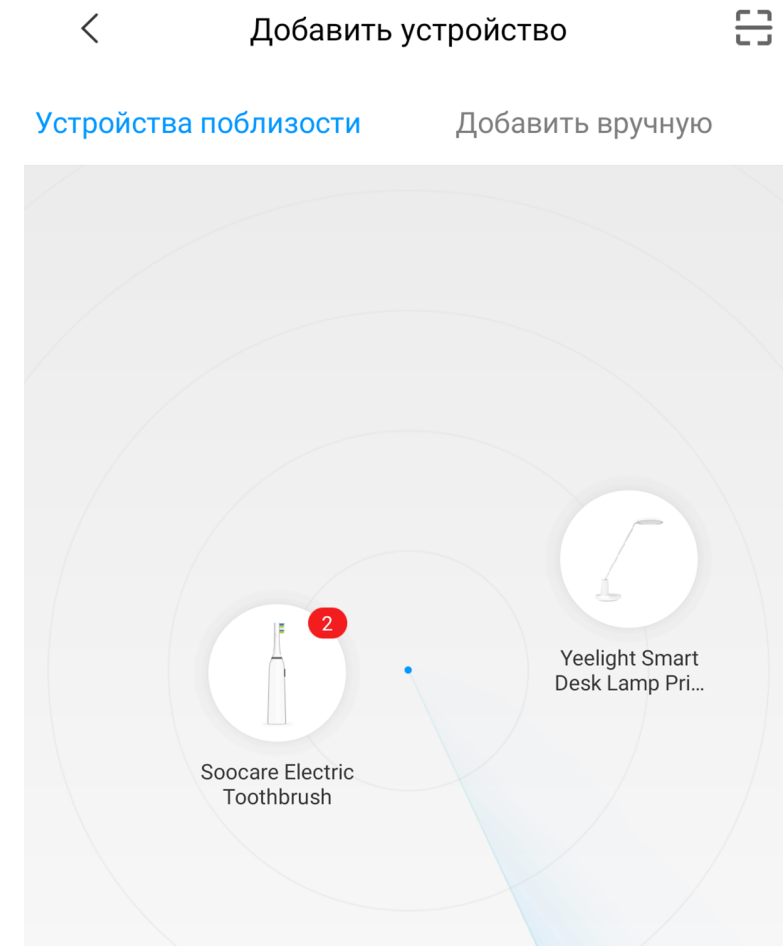 Добавить устройство
Устройства поблизости
Добавить вручную
Yeelight Smart
Desk Lamp Pri...
2
Soocare Electric
Toothbrush